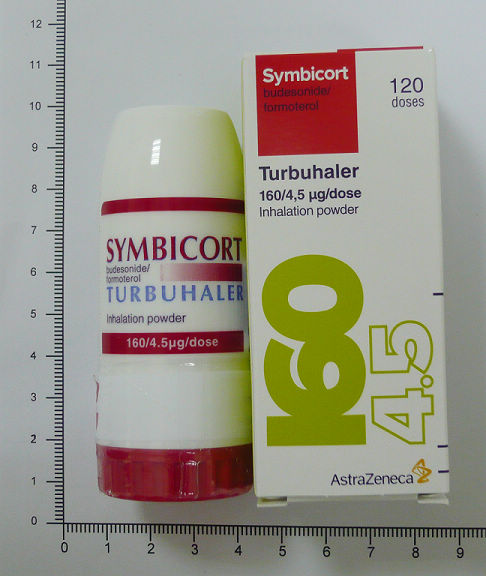 SYMBICORT
budesonide/
formoterol
TURBUHALER
Inhalation powder
160/4.5µg/dose
Symbicort
budesonide/
formoterol
120
doses
Turbuhaler
160/4,5 µg/dose
Inhalation powder
160
4.5
AstraZeneca
12
11
10
9
8
7
6
5
4
3
2
1
0
0 1 2 3 4 5 6 7 8 9